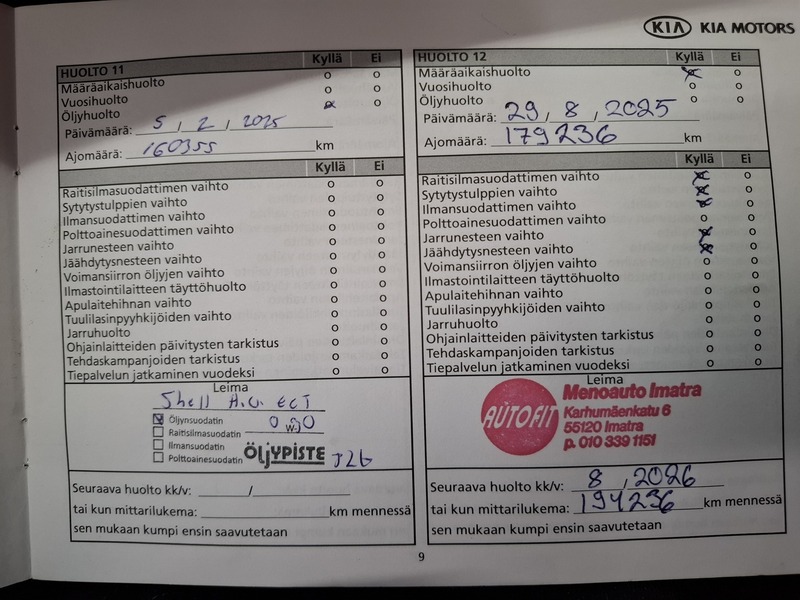 KIA KIA MOTORS
HUOLTO 11 Kyllä Ei
Määräaikaishuolto o o
Vuosihuolto o o
Öljyhuolto x o
Päivämäärä: 5 / 2 / 2025
Ajomäärä: 160355 km
Kyllä Ei
Raitisilmasuodattimen vaihto o o
Sytytystulppien vaihto o o
Ilmansuodattimen vaihto o o
Polttoainesuodattimen vaihto o o
Jarrunesteen vaihto o o
Jäähdytysnesteen vaihto o o
Voimansiirron öljyjen vaihto o o
Ilmastointilaitteen täyttöhuolto o o
Apulaitehihnan vaihto o o
Tuulilasinpyyhkijöiden vaihto o o
Jarruhuolto o o
Ohjainlaitteiden päivitysten tarkistus o o
Tehdaskampanjoiden tarkistus o o
Tiepalvelun jatkaminen vuodeksi o o
Leima
Shell H.U. ECT
Öljynsuodatin 0 W- 30
Raitisilmasuodatin
Ilmansuodatin
Polttoainesuodatin ÖLJYPISTE
Seuraava huolto kk/v: /
tai kun mittarilukema: km mennessä
sen mukaan kumpi ensin saavutetaan
HUOLTO 12 Kyllä Ei
Määräaikaishuolto x o
Vuosihuolto o o
Öljyhuolto o o
Päivämäärä: 29 / 8 / 2025
Ajomäärä: 179236 km
Kyllä Ei
Raitisilmasuodattimen vaihto x o
Sytytystulppien vaihto x o
Ilmansuodattimen vaihto x o
Polttoainesuodattimen vaihto o o
Jarrunesteen vaihto x o
Jäähdytysnesteen vaihto x o
Voimansiirron öljyjen vaihto o o
Ilmastointilaitteen täyttöhuolto o o
Apulaitehihnan vaihto o o
Tuulilasinpyyhkijöiden vaihto o o
Jarruhuolto o o
Ohjainlaitteiden päivitysten tarkistus o o
Tehdaskampanjoiden tarkistus o o
Tiepalvelun jatkaminen vuodeksi o o
Leima
AUTOFIT
Menoauto Imatra
Karhumäenkatu 6
55120 Imatra
p. 010 339 1151
Seuraava huolto kk/v: 8 / 2026
tai kun mittarilukema: 194236 km mennessä
sen mukaan kumpi ensin saavutetaan
9